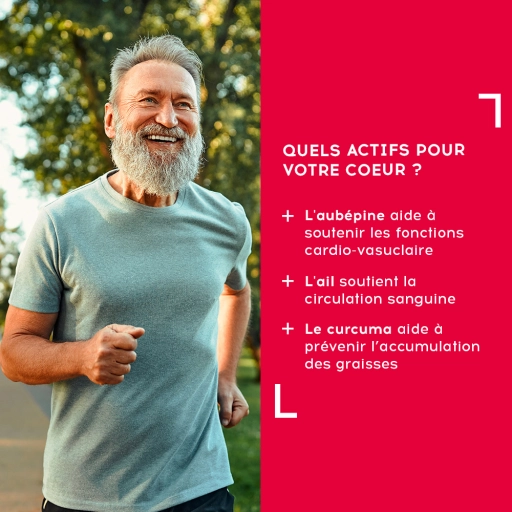 QUELS ACTIFS POUR
VOTRE COEUR ?
+ L'aubépine aide à
soutenir les fonctions
cardio-vasuclaire
+ L'ail soutient la
circulation sanguine
+ Le curcuma aide à
prévenir l'accumulation
des graisses